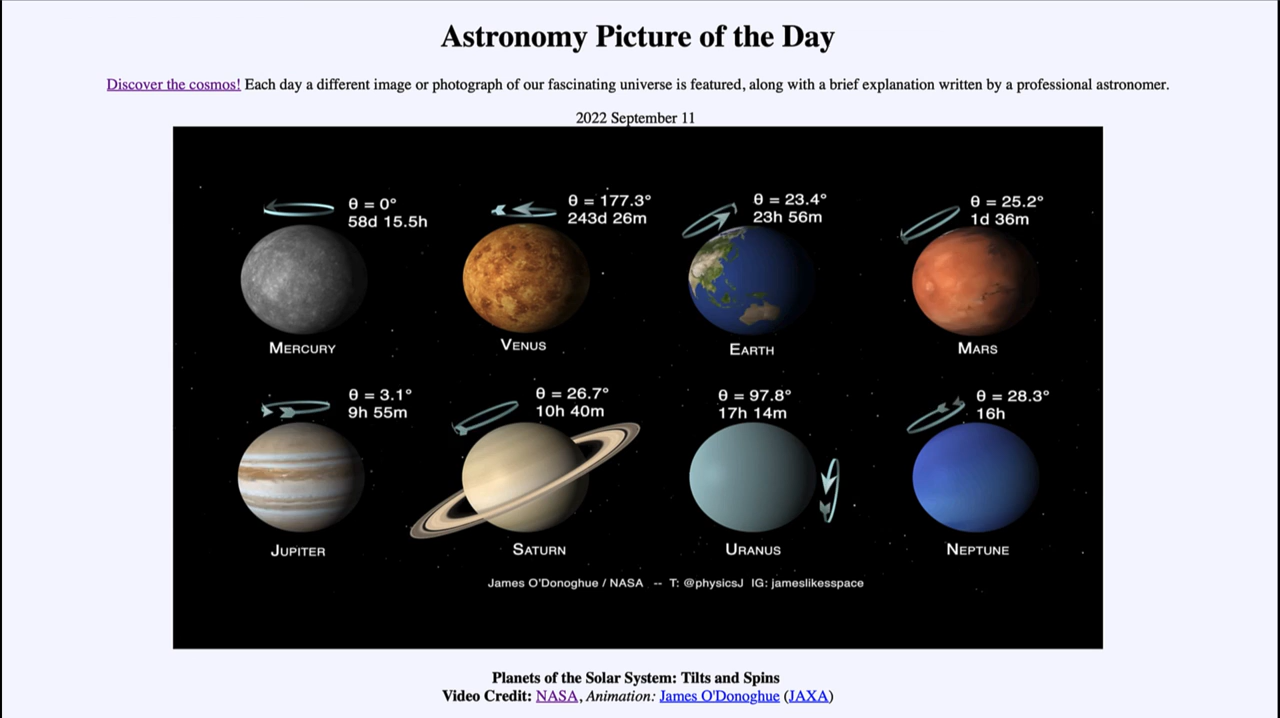 Astronomy Picture of the Day
Discover the cosmos! Each day a different image or photograph of our fascinating universe is featured, along with a brief explanation written by a professional astronomer.
2022 September 11
θ = 0°
58d 15.5h
θ = 177.3°
243d 26m
θ = 23.4°
23h 56m
θ = 25.2°
1d 36m
MERCURY
VENUS
EARTH
MARS
θ = 3.1°
9h 55m
θ = 26.7°
10h 40m
θ = 97.8°
17h 14m
θ = 28.3°
16h
JUPITER
SATURN
URANUS
NEPTUNE
James O'Donoghue / NASA -- T: @physicsJ IG: jameslikesspace
Planets of the Solar System: Tilts and Spins
Video Credit: NASA, Animation: James O'Donoghue (JAXA)